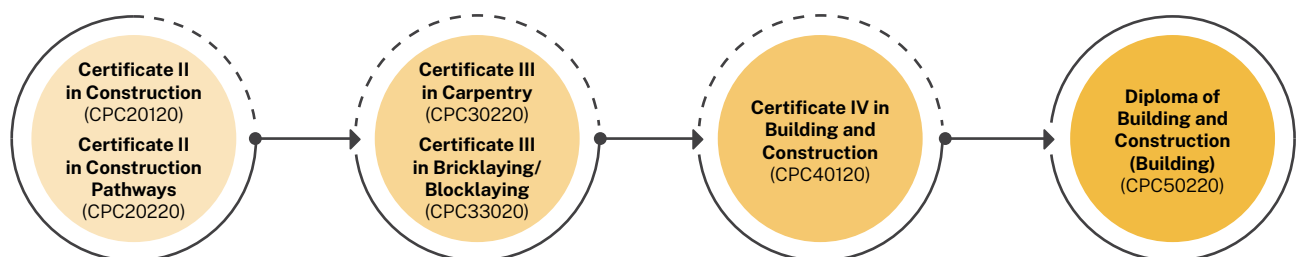 Certificate II
in Construction
(CPC20120)
Certificate II
in Construction
Pathways
(CPC20220)
Certificate III
in Carpentry
(CPC30220)
Certificate III
in Bricklaying/
Blocklaying
(CPC33020)
Certificate IV in
Building and
Construction
(CPC40120)
Diploma of
Building and
Construction
(Building)
(CPC50220)